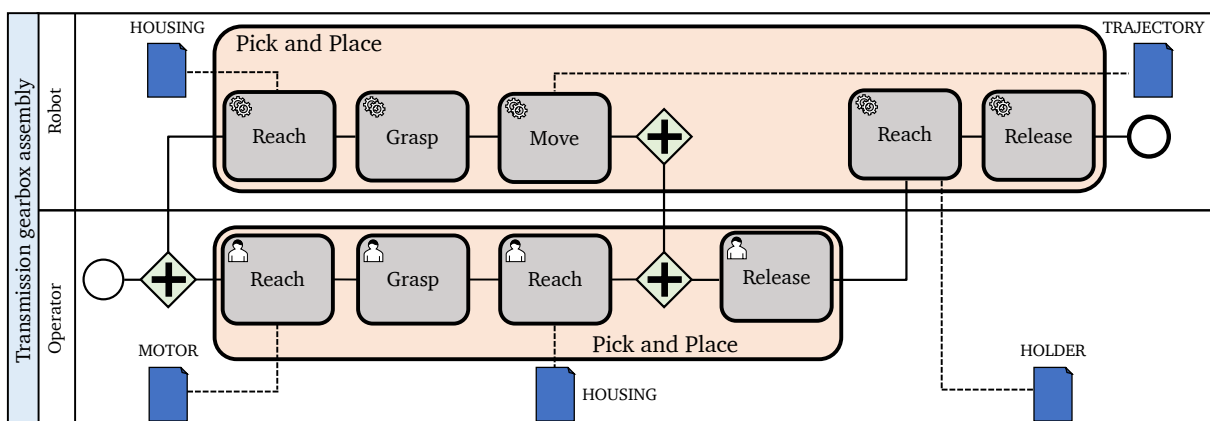 Transmission gearbox assembly
Robot
HOUSING
Pick and Place
TRAJECTORY
Reach
Grasp
Move
Reach
Release
Operator
Reach
Grasp
Reach
Release
Pick and Place
MOTOR
HOUSING
HOLDER